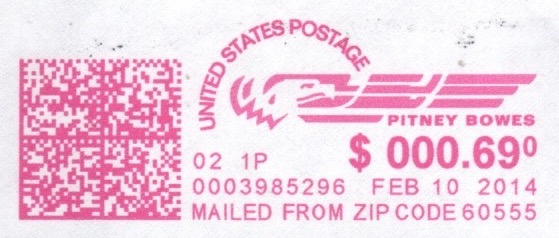 UNITED STATES POSTAGE
PITNEY BOWES
02 1P
$ 000.69⁰
0003985296 FEB 10 2014
MAILED FROM ZIP CODE 60555